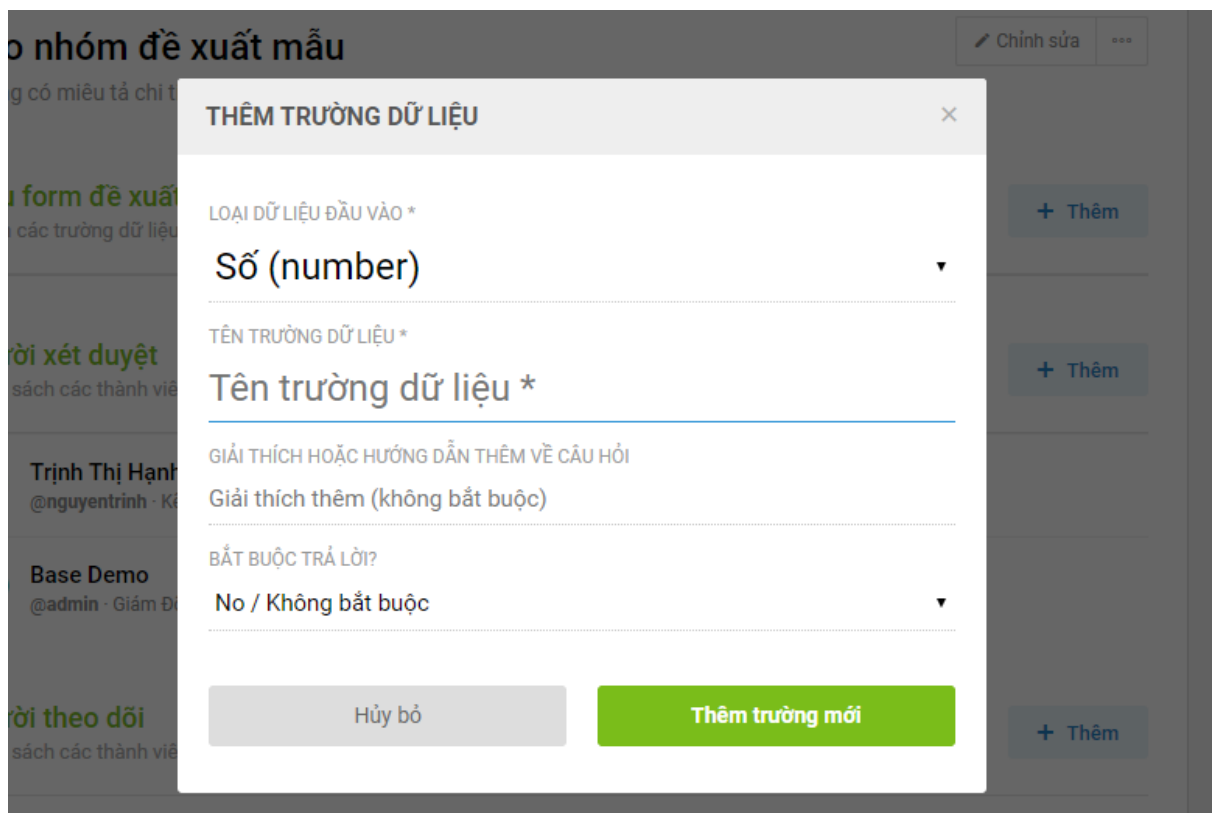 o nhóm đề xuất mẫu
Chỉnh sửa
g có miêu tả chi t
THÊM TRƯỜNG DỮ LIỆU
×
form đề xuất
các trường dữ liệu
+ Thêm
LOẠI DỮ LIỆU ĐẦU VÀO *
Số (number)
TÊN TRƯỜNG DỮ LIỆU *
Tên trường dữ liệu *
ười xét duyệt
sách các thành viê
+ Thêm
GIẢI THÍCH HOẶC HƯỚNG DẪN THÊM VỀ CÂU HỎI
Giải thích thêm (không bắt buộc)
Trịnh Thị Hạnh
@nguyentrinh · Kế
BẮT BUỘC TRẢ LỜI?
No / Không bắt buộc
Base Demo
@admin · Giám Đố
Hủy bỏ
Thêm trường mới
ười theo dõi
sách các thành viê
+ Thêm